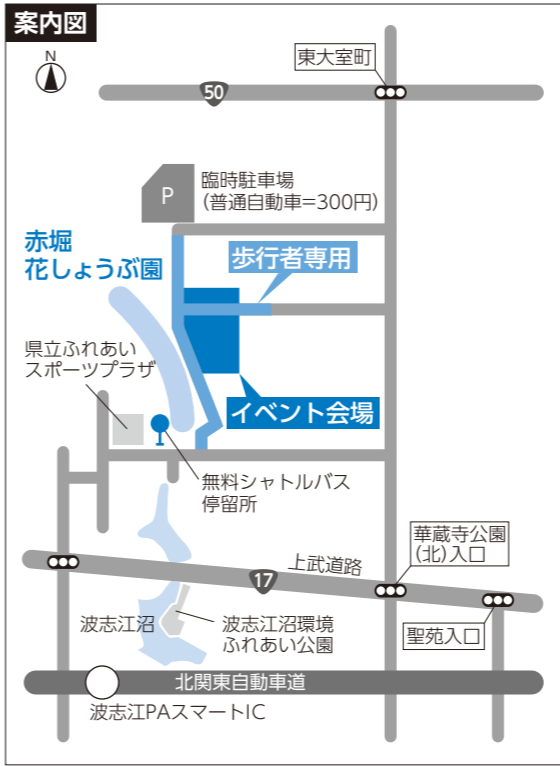 案内図
N
東大室町
50
P
臨時駐車場
(普通自動車=300円)
赤堀
花しょうぶ園
歩行者専用
県立ふれあい
スポーツプラザ
イベント会場
無料シャトルバス
停留所
華蔵寺公園
(北)入口
上武道路
17
波志江沼
波志江沼環境
ふれあい公園
聖苑入口
北関東自動車道
波志江PAスマートIC